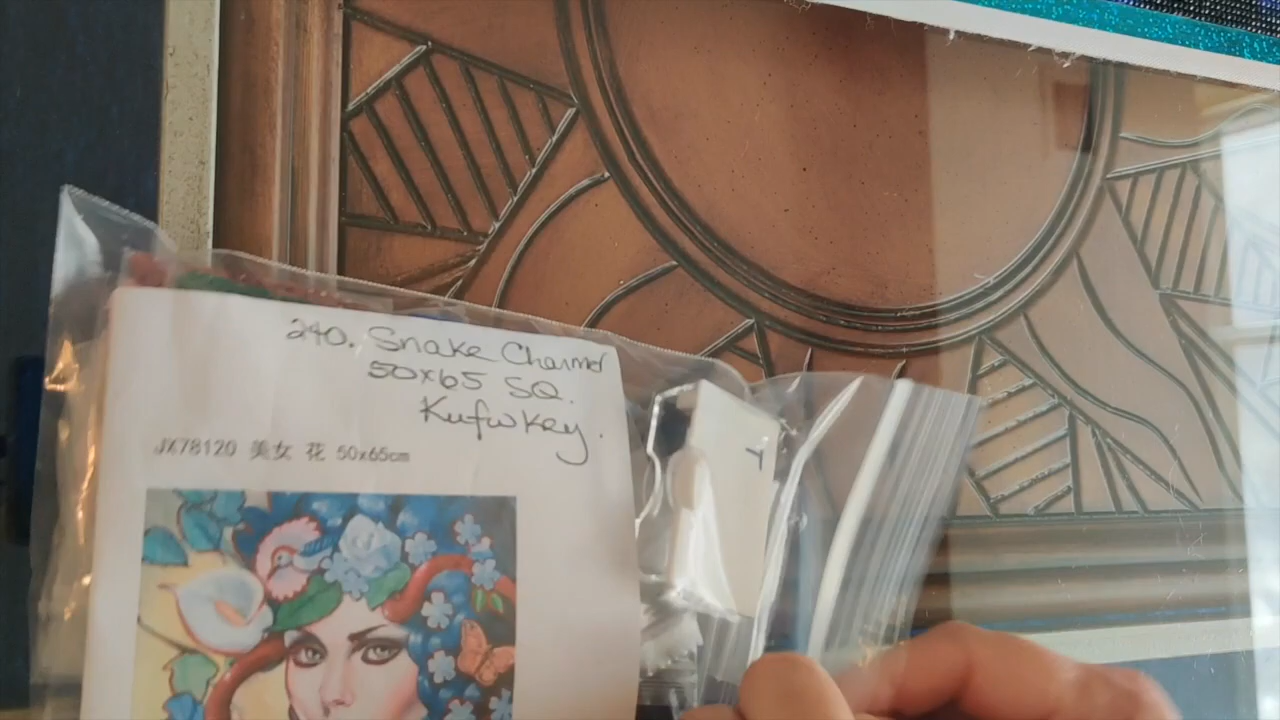 240. Snake Charmer
50x65 SQ.
Kufwkey.
JX78120 美女 花 50x65cm
Y